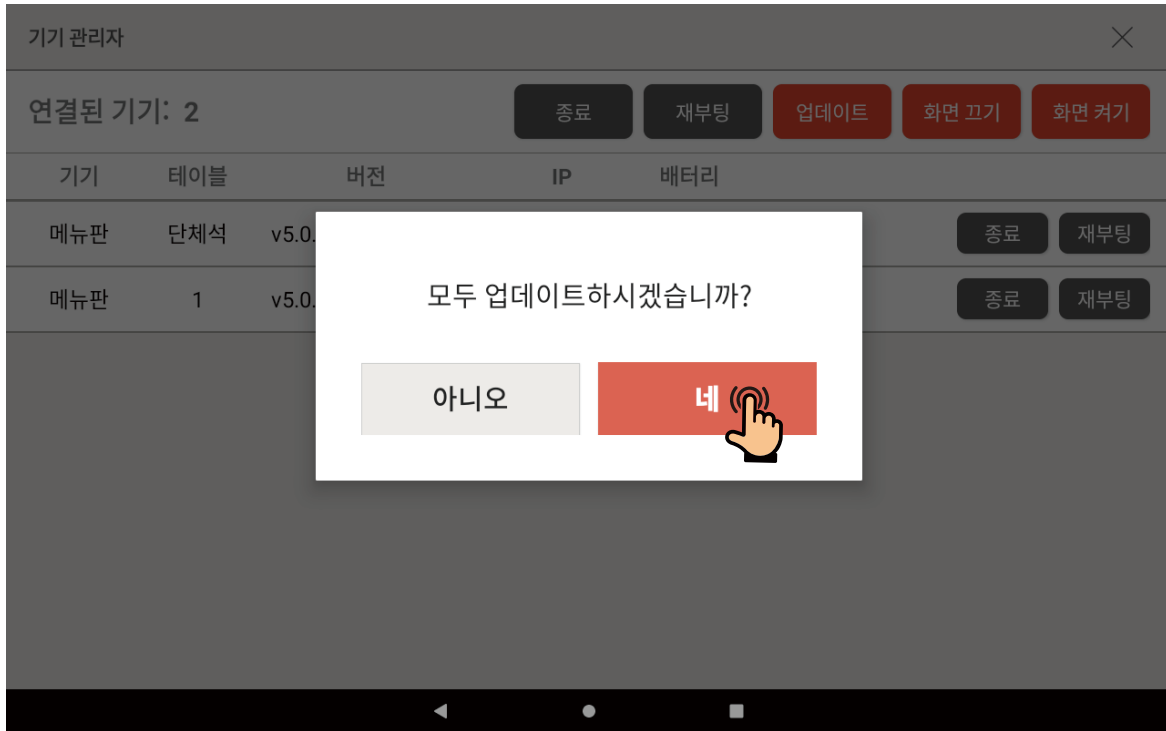 기기 관리자
연결된 기기: 2
종료 재부팅 업데이트 화면 끄기 화면 켜기
기기 테이블 버전 IP 배터리
메뉴판 단체석 v5.0. 종료 재부팅
메뉴판 1 v5.0. 종료 재부팅
모두 업데이트하시겠습니까?
아니오 네